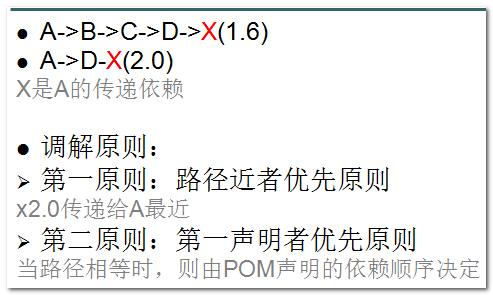 ● A->B->C->D->X(1.6)
● A->D-X(2.0)
X是A的传递依赖
● 调解原则：
➢ 第一原则：路径近者优先原则
x2.0传递给A最近
➢ 第二原则：第一声明者优先原则
当路径相等时，则由POM声明的依赖顺序决定